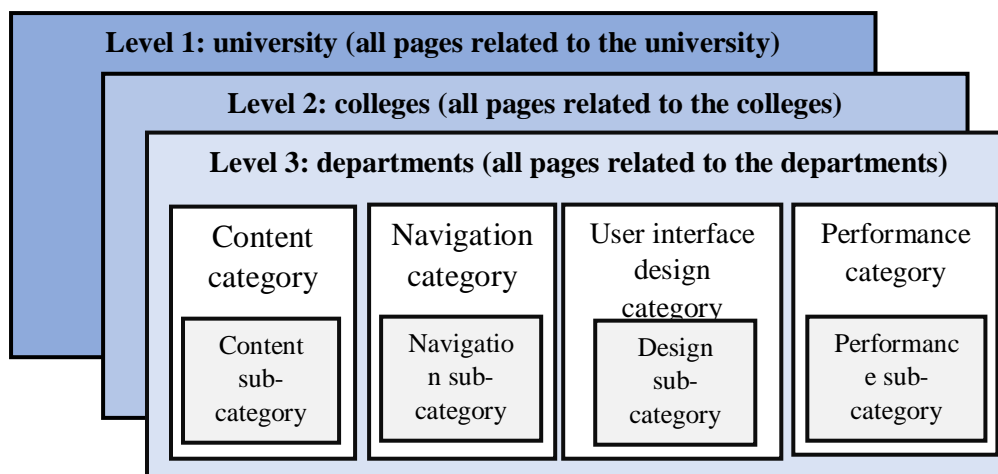 Level 1: university (all pages related to the university)
Level 2: colleges (all pages related to the colleges)
Level 3: departments (all pages related to the departments)
Content
category
Content
sub-
category
Navigation
category
Navigatio
n sub-
category
User interface
design
category
Design
sub-
category
Performance
category
Performanc
e sub-
category